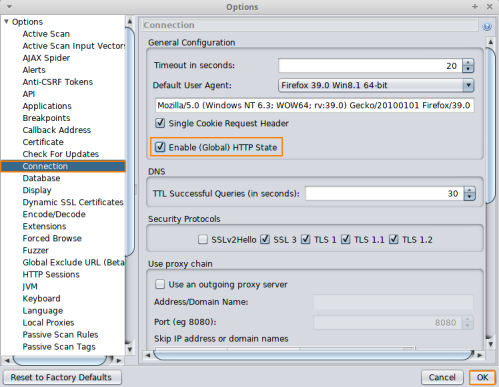 Options
Options
Active Scan
Active Scan Input Vectors
AJAX Spider
Alerts
Anti-CSRF Tokens
API
Applications
Breakpoints
Callback Address
Certificate
Check For Updates
Connection
Database
Display
Dynamic SSL Certificates
Encode/Decode
Extensions
Forced Browse
Fuzzer
Global Exclude URL (Beta
HTTP Sessions
JVM
Keyboard
Language
Local Proxies
Passive Scan Rules
Passive Scan Tags
Connection
General Configuration
Timeout in seconds: 20
Default User Agent: Firefox 39.0 Win8.1 64-bit
Mozilla/5.0 (Windows NT 6.3; WOW64; rv:39.0) Gecko/20100101 Firefox/39.0
Single Cookie Request Header
Enable (Global) HTTP State
DNS
TTL Successful Queries (in seconds): 30
Security Protocols
SSLv2Hello SSL 3 TLS 1 TLS 1.1 TLS 1.2
Use proxy chain
Use an outgoing proxy server
Address/Domain Name:
Port (eg 8080): 8080
Skip IP address or domain names
Reset to Factory Defaults
Cancel OK